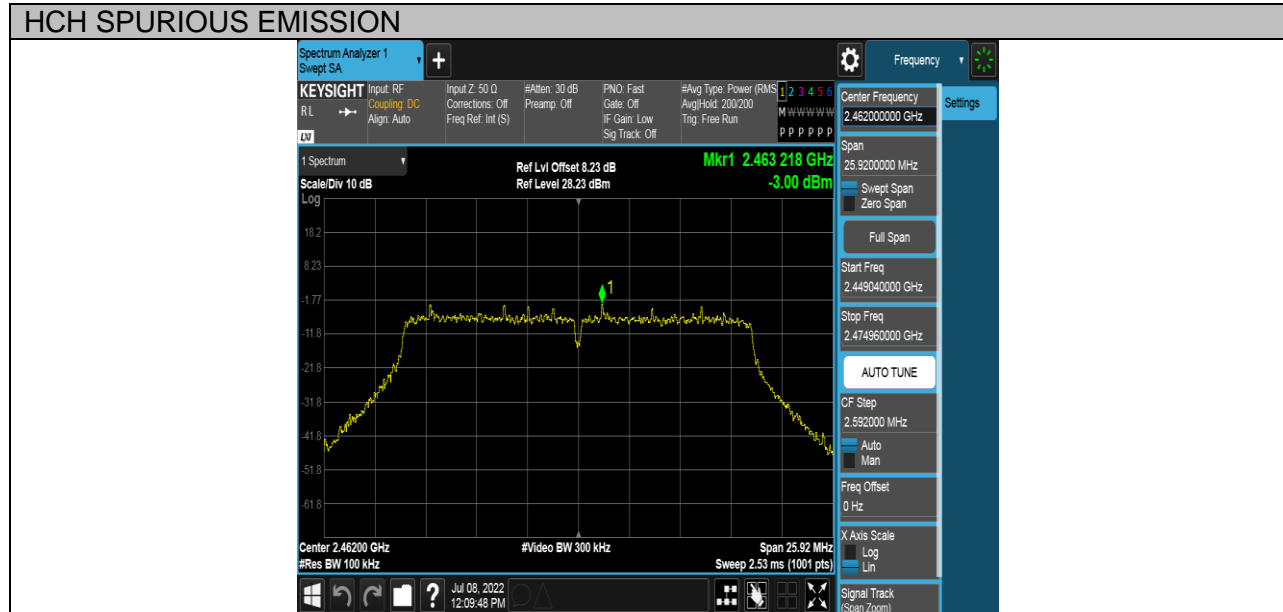 HCH SPURIOUS EMISSION
Spectrum Analyzer 1
Swept SA
+
Frequency
KEYSIGHT
RL
LXI
Input: RF
Coupling: DC
Align: Auto
Input Z: 50 Ω
Corrections: Off
Freq Ref: Int (S)
#Atten: 30 dB
Preamp: Off
PNO: Fast
Gate: Off
IF Gain: Low
Sig Track: Off
#Avg Type: Power (RMS
Avg|Hold: 200/200
Trig: Free Run
1 2 3 4 5 6
M W W W W W
P P P P P P
1 Spectrum
Scale/Div 10 dB
Ref Lvl Offset 8.23 dB
Ref Level 28.23 dBm
Mkr1 2.463 218 GHz
-3.00 dBm
Log
18.2
8.23
-1.77
-11.8
-21.8
-31.8
-41.8
-51.8
-61.8
1
Center 2.46200 GHz
#Res BW 100 kHz
#Video BW 300 kHz
Span 25.92 MHz
Sweep 2.53 ms (1001 pts)
?
Jul 08, 2022
12:09:48 PM
Center Frequency
2.462000000 GHz
Settings
Span
25.9200000 MHz
Swept Span
Zero Span
Full Span
Start Freq
2.449040000 GHz
Stop Freq
2.474960000 GHz
AUTO TUNE
CF Step
2.592000 MHz
Auto
Man
Freq Offset
0 Hz
X Axis Scale
Log
Lin
Signal Track
(Span Zoom)